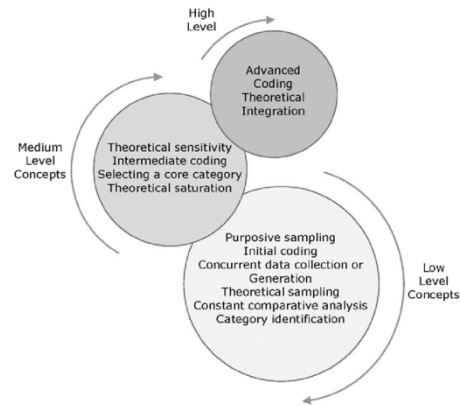 High
Level
Advanced
Coding
Theoretical
Integration
Medium
Level
Concepts
Theoretical sensitivity
Intermediate coding
Selecting a core category
Theoretical saturation
Purposive sampling
Initial coding
Concurrent data collection or
Generation
Theoretical sampling
Constant comparative analysis
Category identification
Low
Level
Concepts